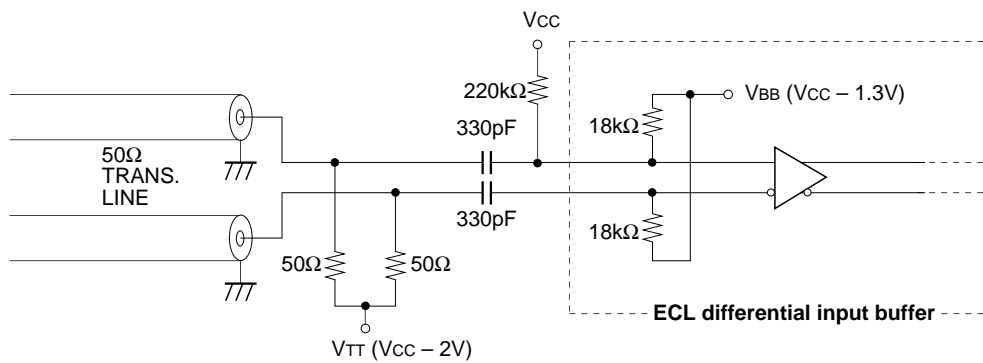 VCC
220kΩ
VBB (VCC – 1.3V)
18kΩ
330pF
50Ω
TRANS.
LINE
330pF
18kΩ
50Ω
50Ω
ECL differential input buffer
VTT (VCC – 2V)